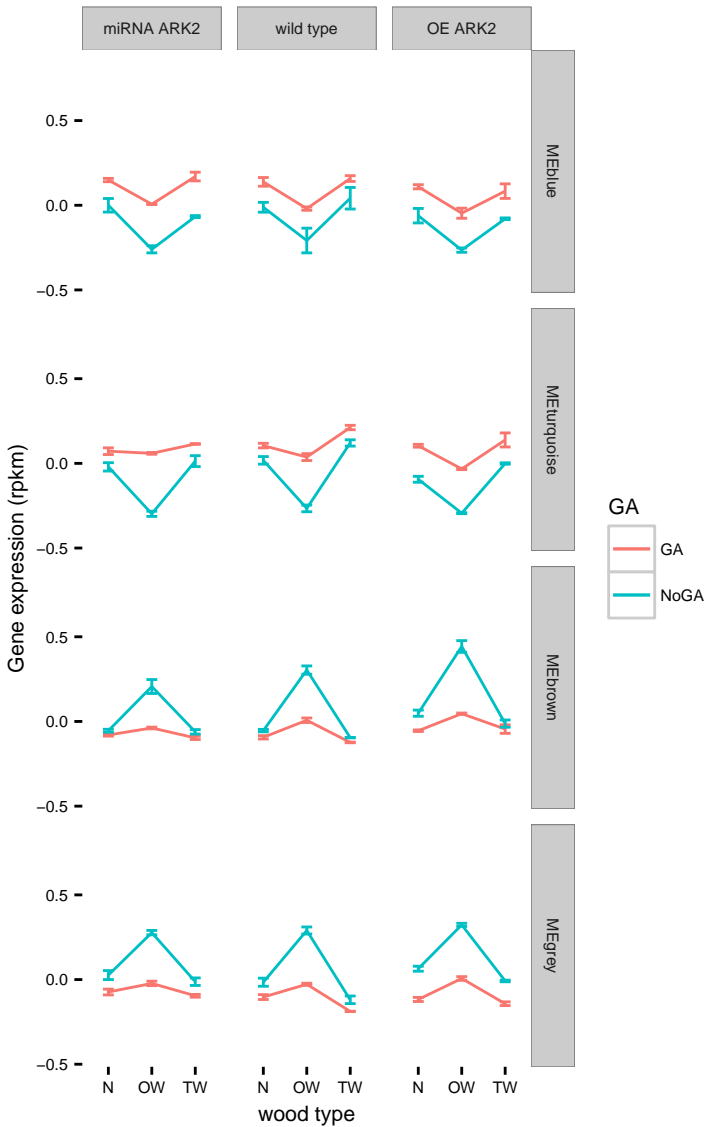 miRNA ARK2
wild type
OE ARK2
0.5
0.0
−0.5
MEblue
0.5
0.0
−0.5
MEturquoise
0.5
0.0
−0.5
MEbrown
0.5
0.0
−0.5
MEgrey
Gene expression (rpkm)
N OW TW
N OW TW
N OW TW
wood type
GA
GA
NoGA